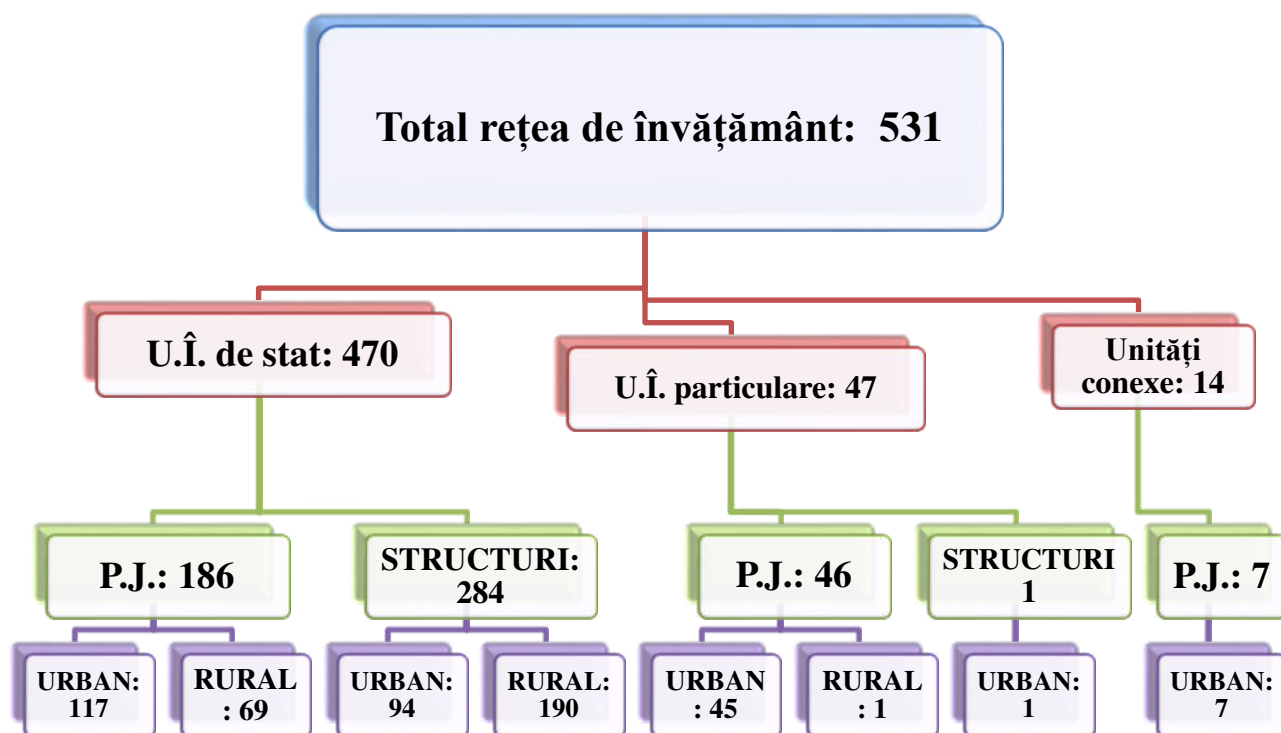 Total rețea de învățământ: 531
U.Î. de stat: 470
U.Î. particulare: 47
Unități
conexe: 14
P.J.: 186
STRUCTURI:
284
P.J.: 46
STRUCTURI
1
P.J.: 7
URBAN:
117
RURAL
: 69
URBAN:
94
RURAL:
190
URBAN
: 45
RURAL
: 1
URBAN:
1
URBAN:
7